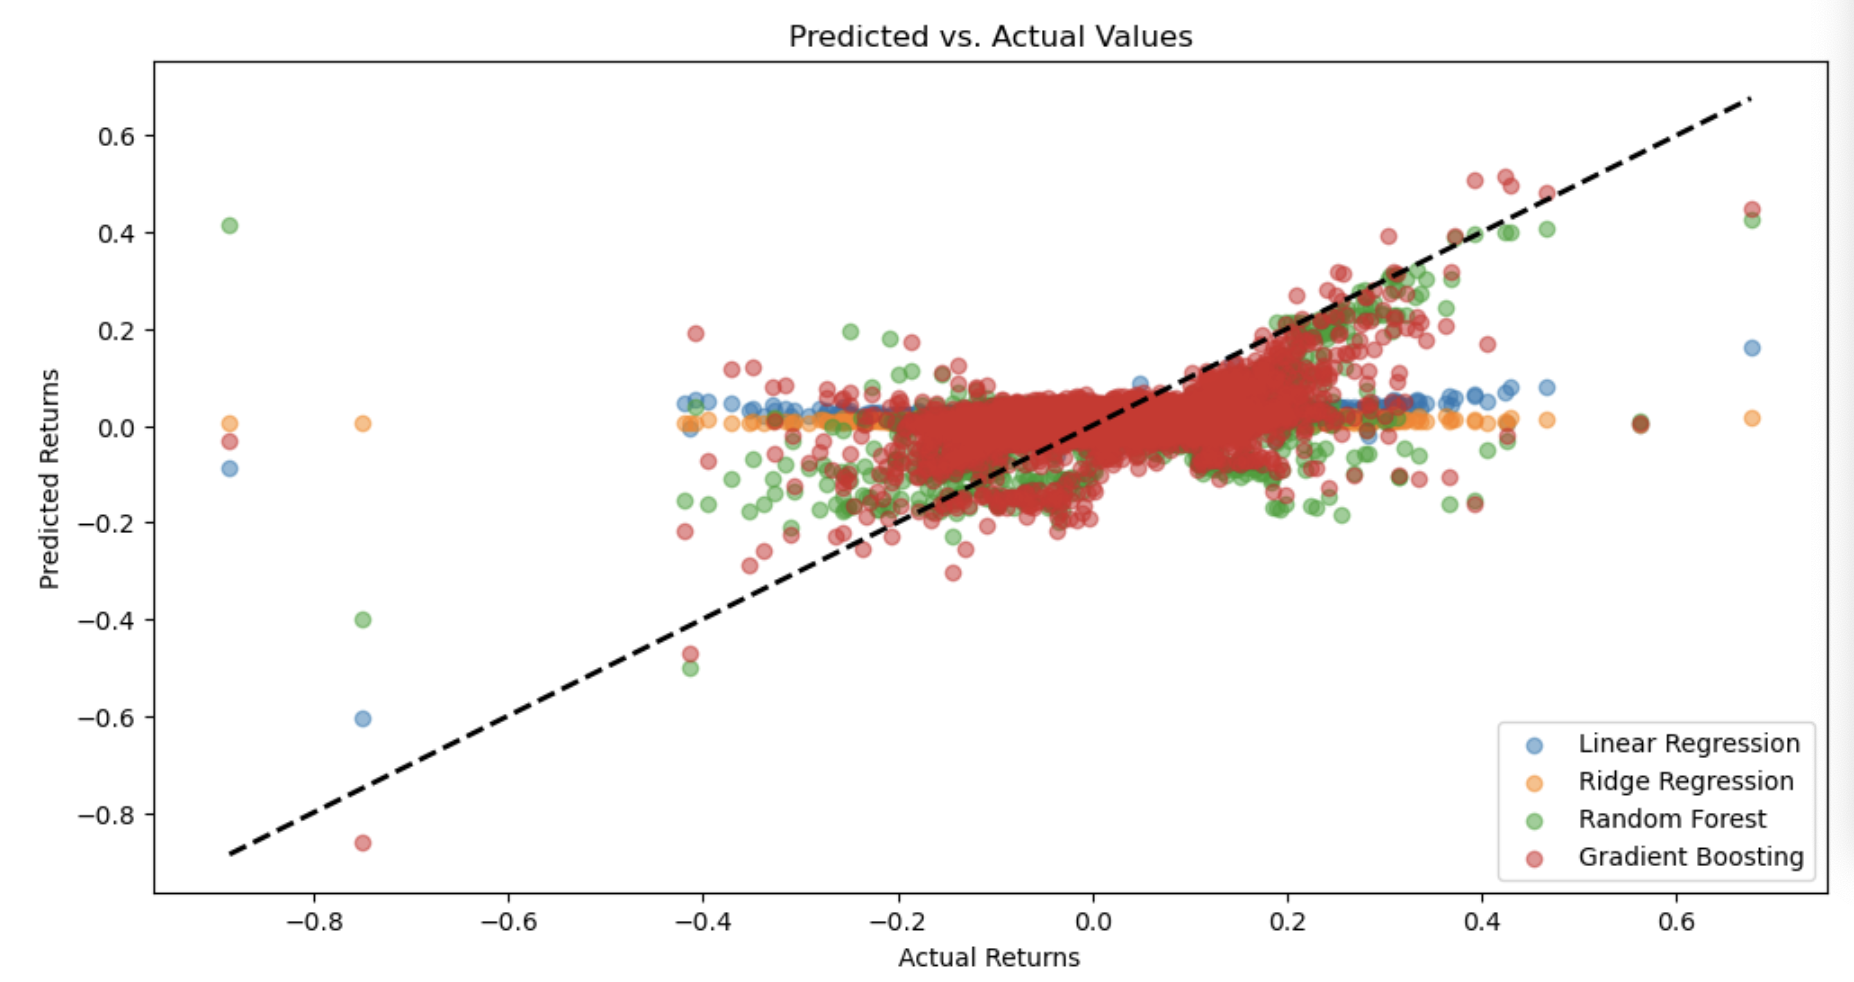 Predicted vs. Actual Values
Predicted Returns
0.6
0.4
0.2
0.0
−0.2
−0.4
−0.6
−0.8
−0.8
−0.6
−0.4
−0.2
0.0
0.2
0.4
0.6
Actual Returns
Linear Regression
Ridge Regression
Random Forest
Gradient Boosting